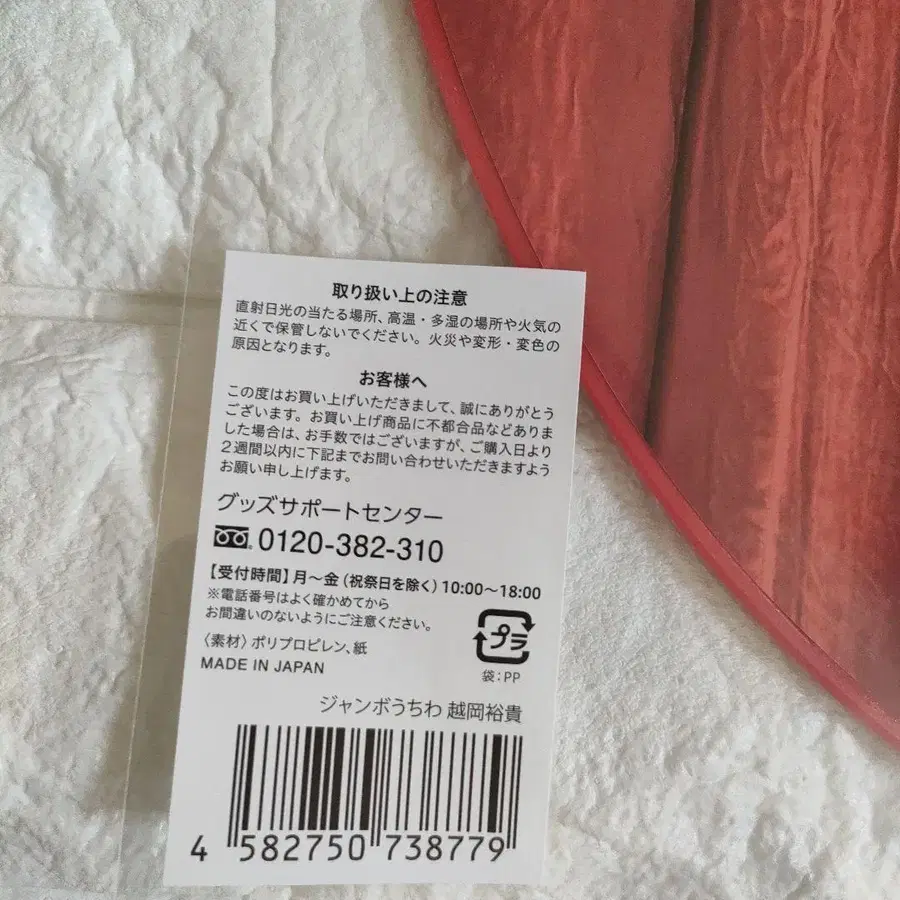 取り扱い上の注意
直射日光の当たる場所、高温・多湿の場所や火気の
近くで保管しないでください。火災や変形・変色の
原因となります。
お客様へ
この度はお買い上げいただきまして、誠にありがとう
ございます。お買い上げ商品に不都合品などありま
した場合は、お手数ではございますが、ご購入日より
2週間以内に下記までお問い合わせいただきますよう
お願い申し上げます。
グッズサポートセンター
0120-382-310
【受付時間】月〜金（祝祭日を除く）10:00〜18:00
※電話番号はよく確かめてから
お間違いのないようにご注意ください。
〈素材〉ポリプロピレン、紙
MADE IN JAPAN
プラ
袋：PP
ジャンボうちわ 越岡裕貴
4 582750 738779